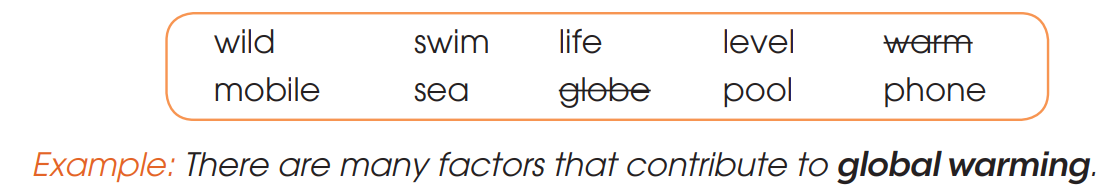 wild swim life level warm
mobile sea globe pool phone
Example: There are many factors that contribute to global warming.